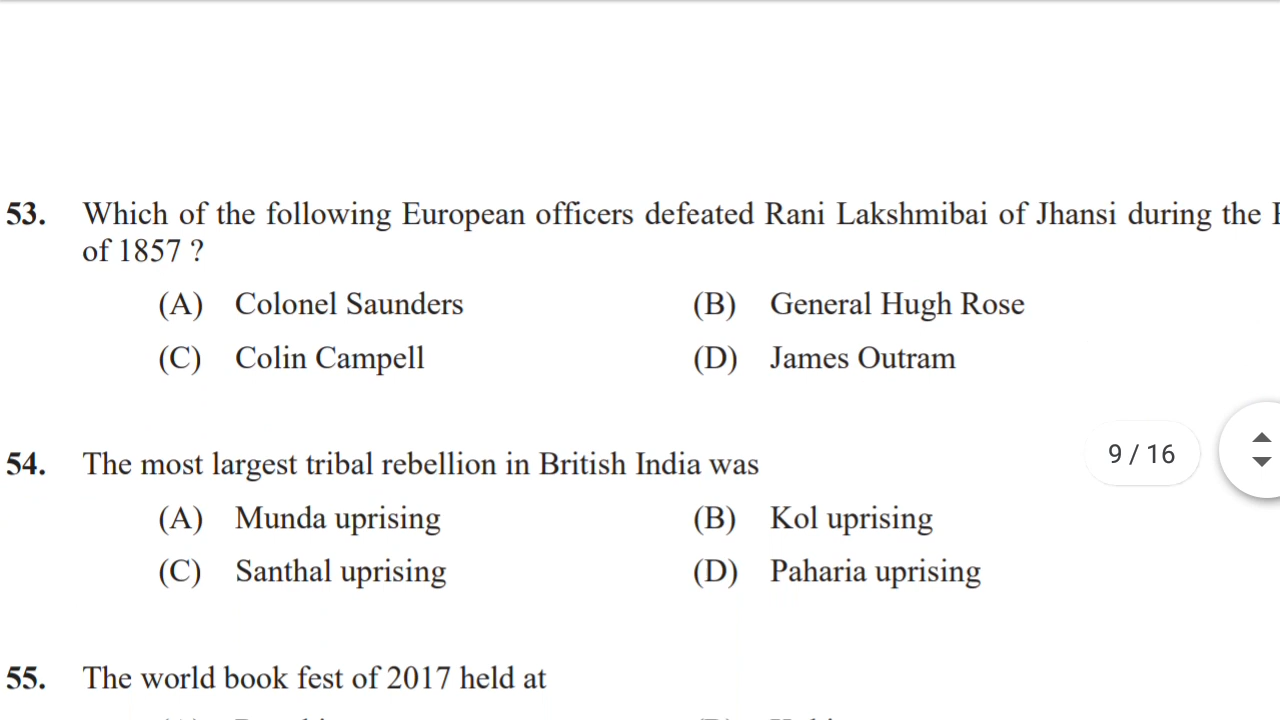 53. Which of the following European officers defeated Rani Lakshmibai of Jhansi during the
of 1857 ?
(A) Colonel Saunders (B) General Hugh Rose
(C) Colin Campell (D) James Outram
54. The most largest tribal rebellion in British India was
9 / 16
(A) Munda uprising (B) Kol uprising
(C) Santhal uprising (D) Paharia uprising
55. The world book fest of 2017 held at